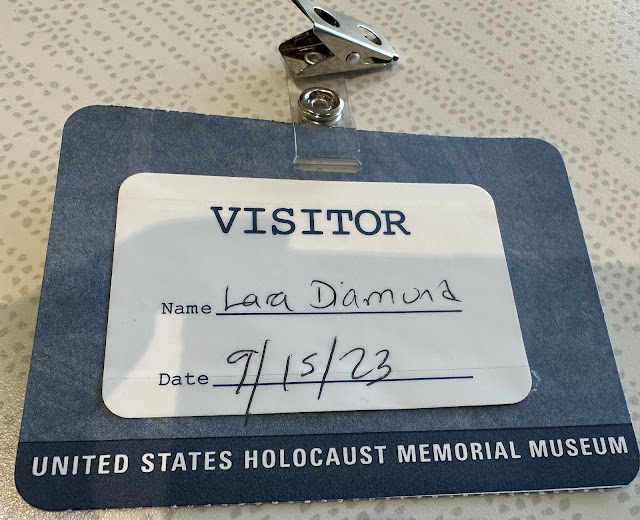 VISITOR
Name Lara Diamond
Date 9/15/23
UNITED STATES HOLOCAUST MEMORIAL MUSEUM